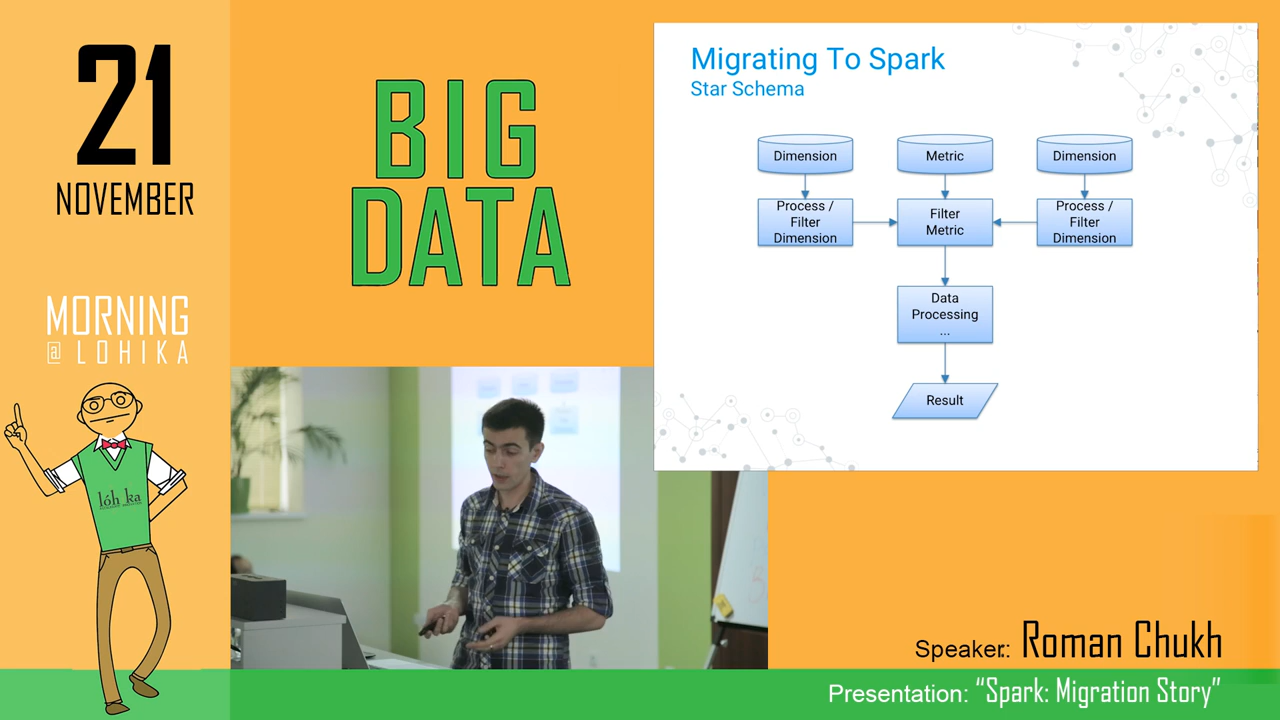 21
NOVEMBER
MORNING
@ LOHIKA
lóh ka
BIG
DATA
Migrating To Spark
Star Schema
Dimension
Metric
Dimension
Process /
Filter
Dimension
Filter
Metric
Process /
Filter
Dimension
Data
Processing
...
Result
Speaker:: Roman Chukh
Presentation: “Spark: Migration Story”